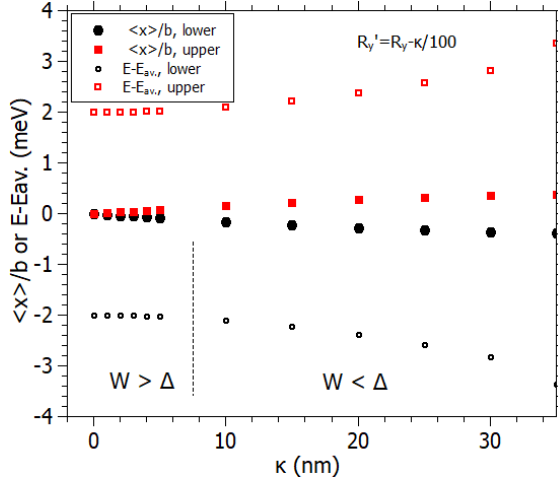 <x>/b, lower
<x>/b, upper
E-Eav., lower
E-Eav., upper
Ry'=Ry-κ/100
4
3
2
1
0
-1
-2
-3
-4
<x>/b or E-Eav. (meV)
W > Δ
W < Δ
0
10
20
30
κ (nm)